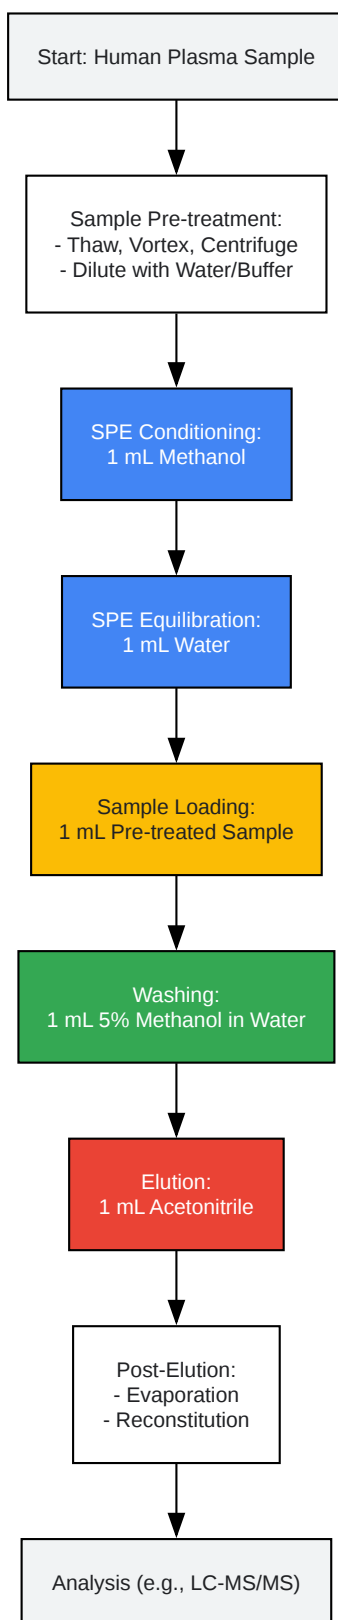 Start: Human Plasma Sample
Sample Pre-treatment:
- Thaw, Vortex, Centrifuge
- Dilute with Water/Buffer
SPE Conditioning:
1 mL Methanol
SPE Equilibration:
1 mL Water
Sample Loading:
1 mL Pre-treated Sample
Washing:
1 mL 5% Methanol in Water
Elution:
1 mL Acetonitrile
Post-Elution:
- Evaporation
- Reconstitution
Analysis (e.g., LC-MS/MS)